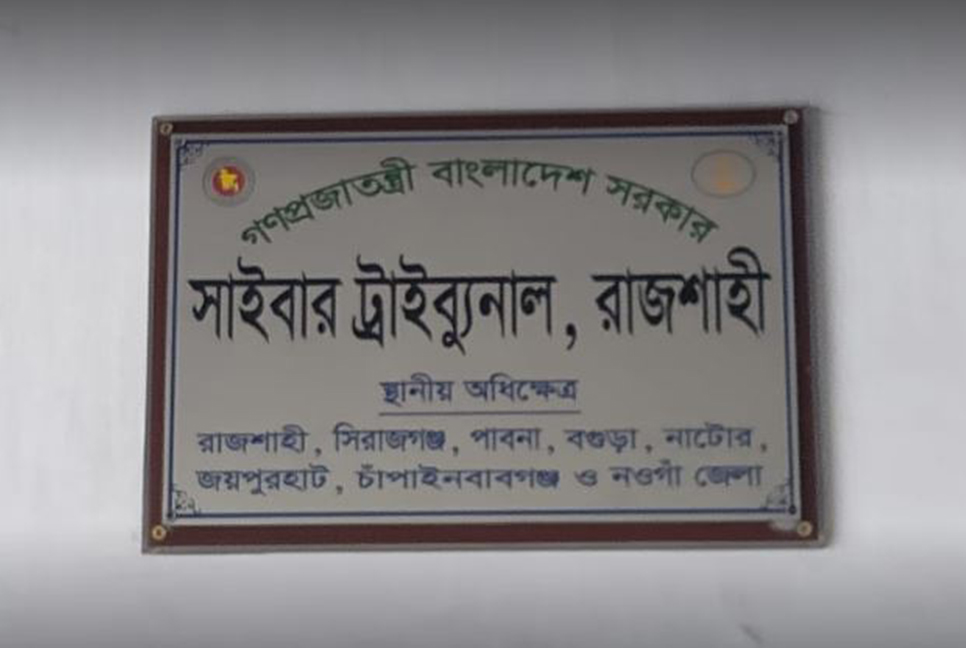 গণপ্রজাতন্ত্রী বাংলাদেশ সরকার
সাইবার ট্রাইব্যুনাল, রাজশাহী
স্থানীয় অধিক্ষেত্র
রাজশাহী, সিরাজগঞ্জ, পাবনা, বগুড়া, নাটোর,
জয়পুরহাট, চাঁপাইনবাবগঞ্জ ও নওগাঁ জেলা